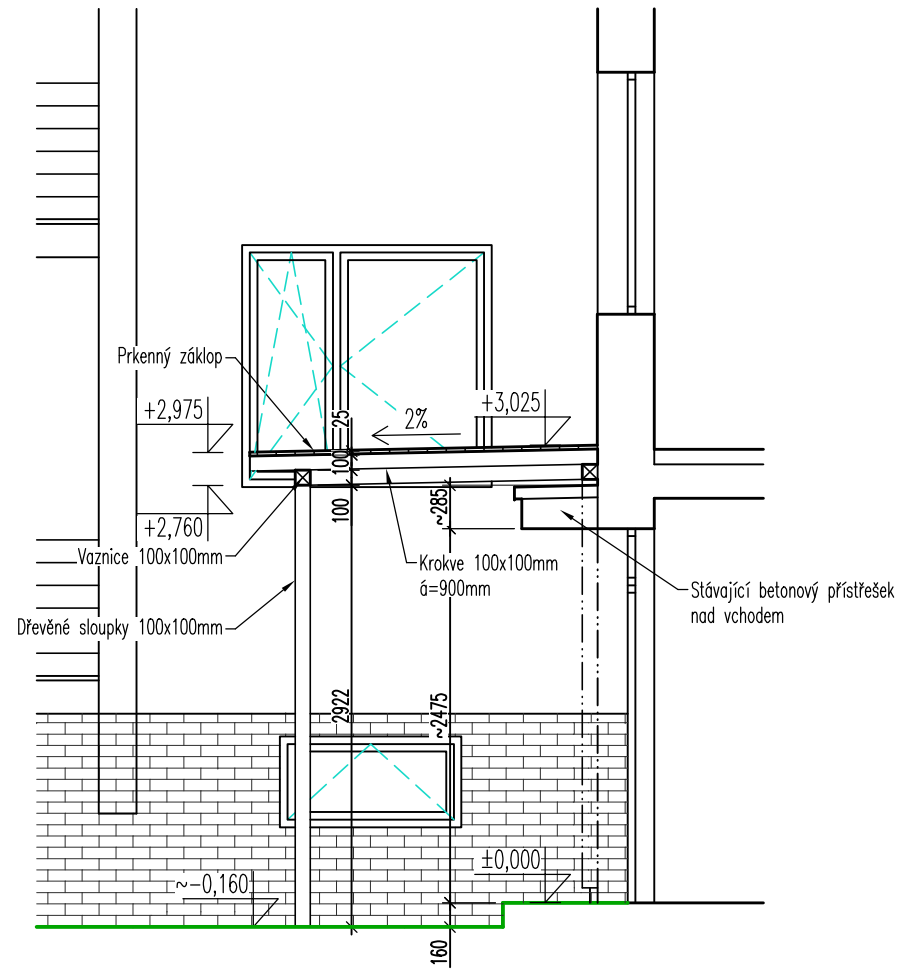 Prkenný záklop
+2,975
+3,025
2%
25
100
100
~285
+2,760
Vaznice 100x100mm
Krokve 100x100mm
á=900mm
Stávající betonový přístřešek
nad vchodem
Dřevěné sloupky 100x100mm
2922
~2475
±0,000
~-0,160
160